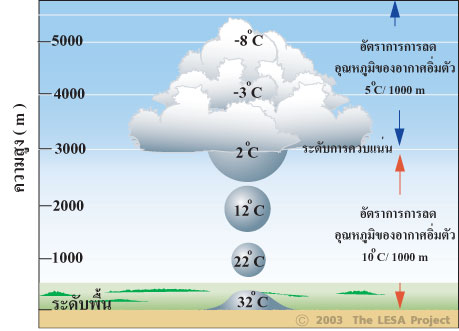 ความสูง ( m )
5000
4000
3000
2000
1000
ระดับพื้น
-8°C
-3°C
2°C
12°C
22°C
32°C
อัตราการการลด
อุณหภูมิของอากาศอิ่มตัว
5°C/ 1000 m
ระดับการควบแน่น
อัตราการการลด
อุณหภูมิของอากาศอิ่มตัว
10°C/ 1000 m
© 2003 The LESA Project